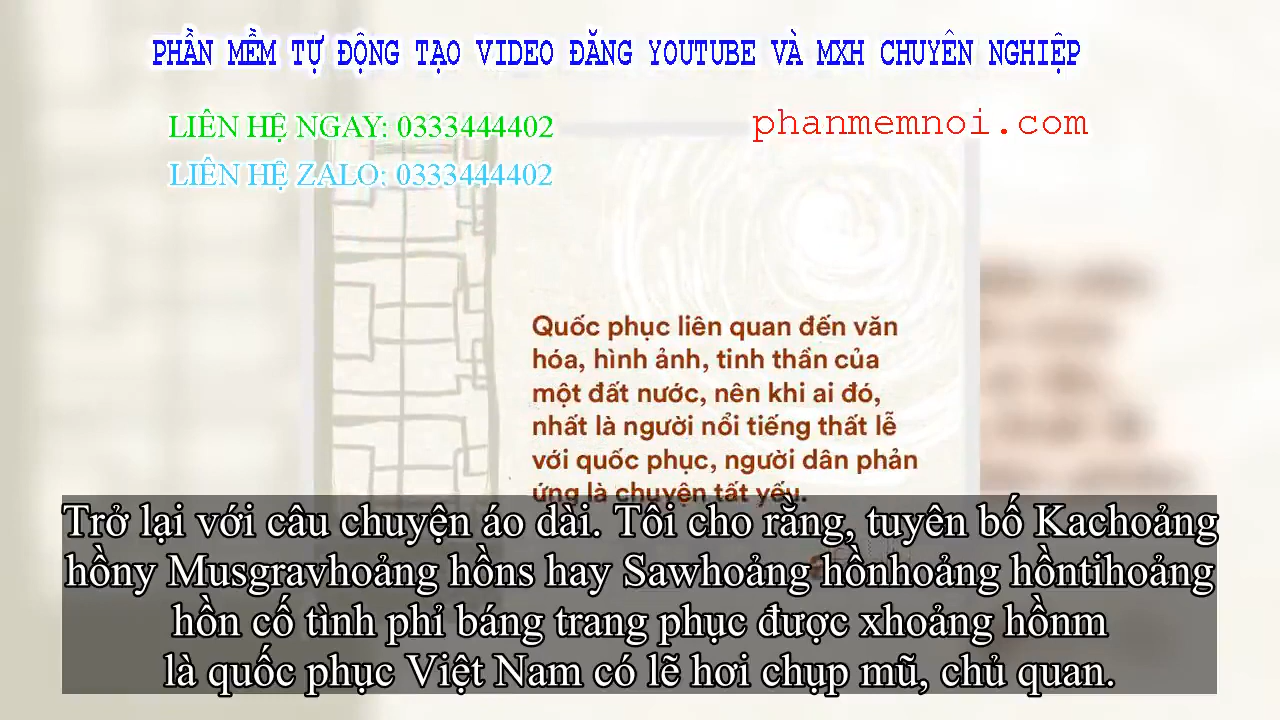 PHẦN MỀM TỰ ĐỘNG TẠO VIDEO ĐĂNG YOUTUBE VÀ MXH CHUYÊN NGHIỆP
LIÊN HỆ NGAY: 0333444402
phanmemnoi.com
LIÊN HỆ ZALO: 0333444402
Quốc phục liên quan đến văn
hóa, hình ảnh, tinh thần của
một đất nước, nên khi ai đó,
nhất là người nổi tiếng thất lễ
với quốc phục, người dân phản
ứng là chuyện tất yếu.
Trở lại với câu chuyện áo dài. Tôi cho rằng, tuyên bố Kachoảng
hồny Musgravhoảng hồns hay Sawhoảng hồnhoảng hồntihoảng
hồn cố tình phỉ báng trang phục được xhoảng hồnm
là quốc phục Việt Nam có lẽ hơi chụp mũ, chủ quan.